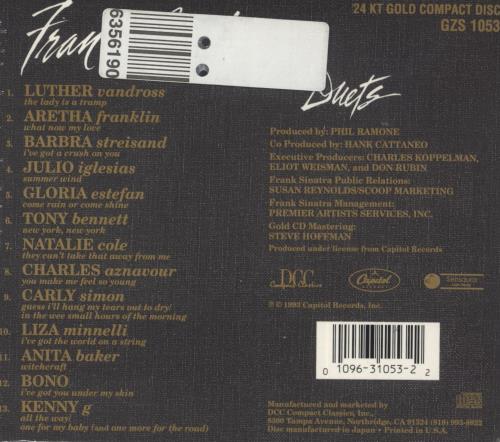 Frank
24 KT GOLD COMPACT DISC
GZS 1053
6356190
Duets
1. LUTHER vandross
the lady is a tramp
2. ARETHA franklin
what now my love
3. BARBRA streisand
i've got a crush on you
4. JULIO iglesias
summer wind
5. GLORIA estefan
come rain or come shine
6. TONY bennett
new york, new york
7. NATALIE cole
they can't take that away from me
8. CHARLES aznavour
you make me feel so young
9. CARLY simon
guess i'll hang my tears out to dry/
in the wee small hours of the morning
10. LIZA minnelli
i've got the world on a string
11. ANITA baker
witchcraft
12. BONO
i've got you under my skin
13. KENNY g
all the way/
one for my baby (and one more for the road)
Produced by: PHIL RAMONE
Co Produced by: HANK CATTANEO
Executive Producers: CHARLES KOPPELMAN,
ELIOT WEISMAN, and DON RUBIN
Frank Sinatra Public Relations:
SUSAN REYNOLDS/SCOOP MARKETING
Frank Sinatra Management:
PREMIER ARTISTS SERVICES, INC.
Gold CD Mastering:
STEVE HOFFMAN
Produced under license from Capitol Records
DCC
Compact Classics
Capitol
Sensaura
℗ © 1993 Capitol Records, Inc.
0 1096-31053-2 2
Manufactured and marketed by
DCC Compact Classics, Inc.
8300 Tampa Avenue, Northridge, CA 91324 (818) 993-8822
Disc manufactured in Japan • Printed in U.S.A.